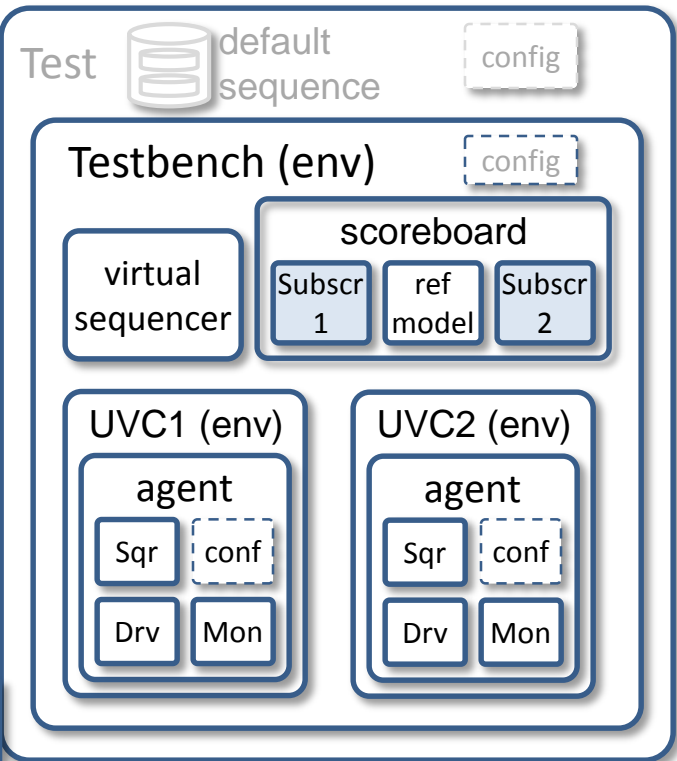 Test
default
sequence
config
Testbench (env)
config
virtual
sequencer
scoreboard
Subscr
1
ref
model
Subscr
2
UVC1 (env)
agent
Sqr
conf
Drv
Mon
UVC2 (env)
agent
Sqr
conf
Drv
Mon